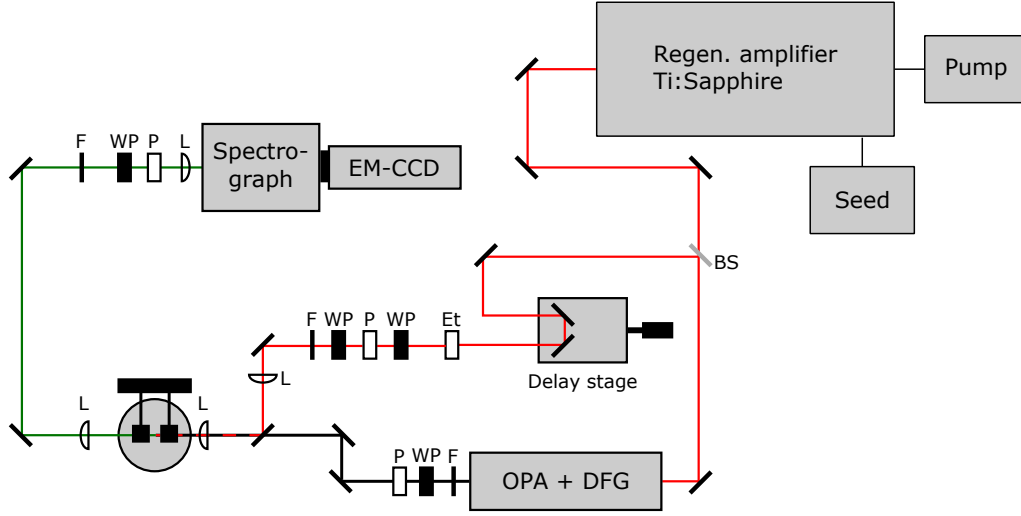 Regen. amplifier
Ti:Sapphire
Pump
Seed
F WP P L
Spectro-
graph
EM-CCD
BS
F WP P WP Et
L
Delay stage
L
L
P WP F
OPA + DFG